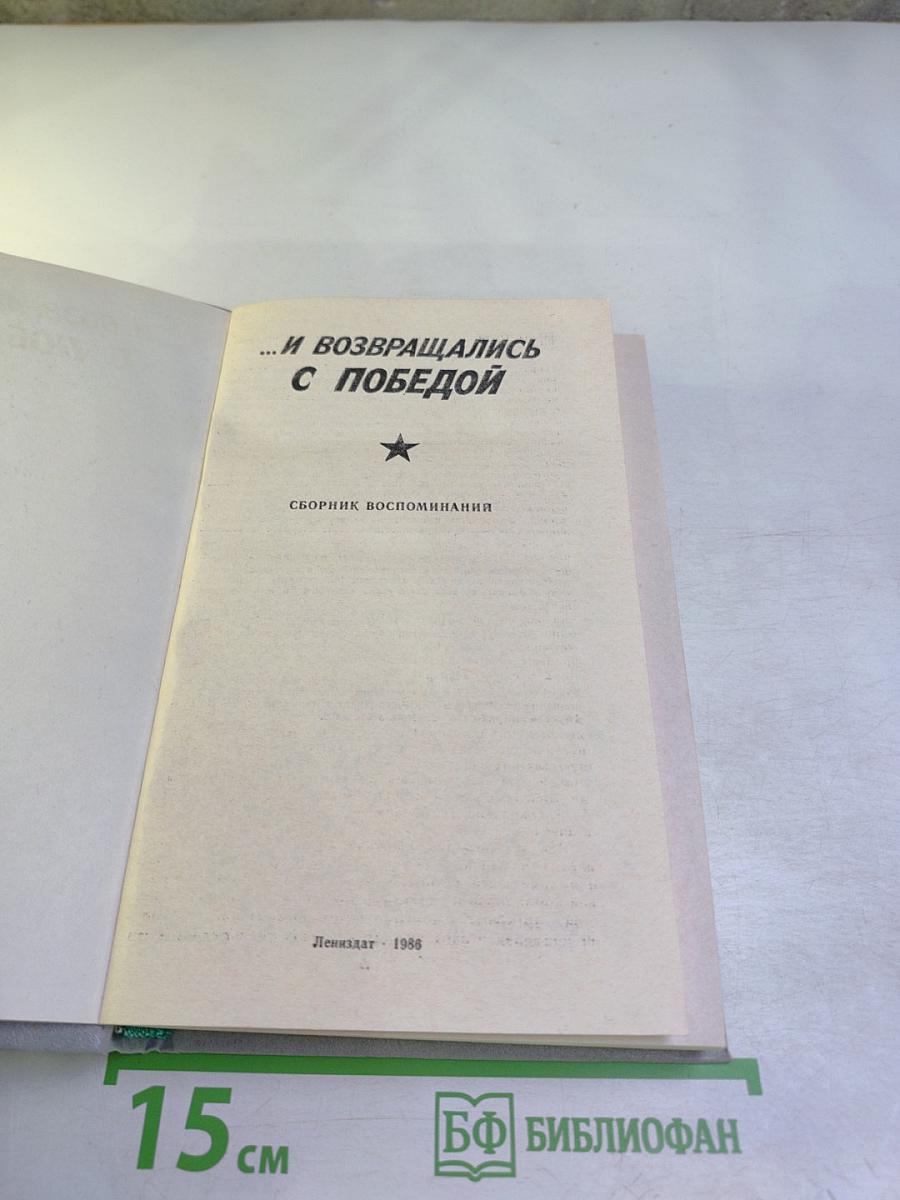 ...И ВОЗВРАЩАЛИСЬ
С ПОБЕДОЙ
СБОРНИК ВОСПОМИНАНИЙ
Лениздат · 1986
15 см
БФ БИБЛИОФАН